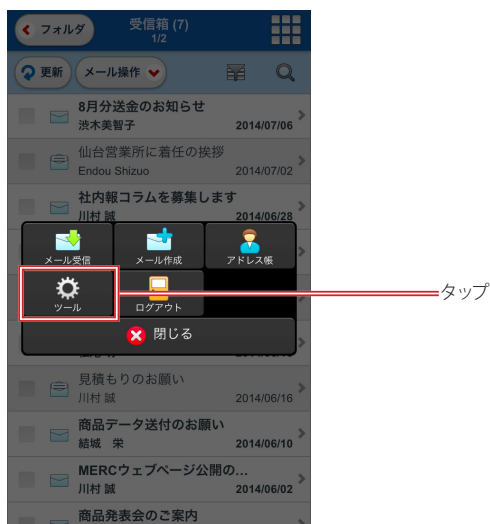 フォルダ
受信箱 (7)
1/2
更新
メール操作
8月分送金のお知らせ
渋木美智子 2014/07/06
仙台営業所に着任の挨拶
Endou Shizuo 2014/07/02
社内報コラムを募集します
川村 誠 2014/06/28
メール受信
メール作成
アドレス帳
ツール
ログアウト
タップ
閉じる
見積もりのお願い
川村 誠 2014/06/16
商品データ送付のお願い
結城 栄 2014/06/10
MERCウェブページ公開の...
川村 誠 2014/06/02
商品発表会のご案内